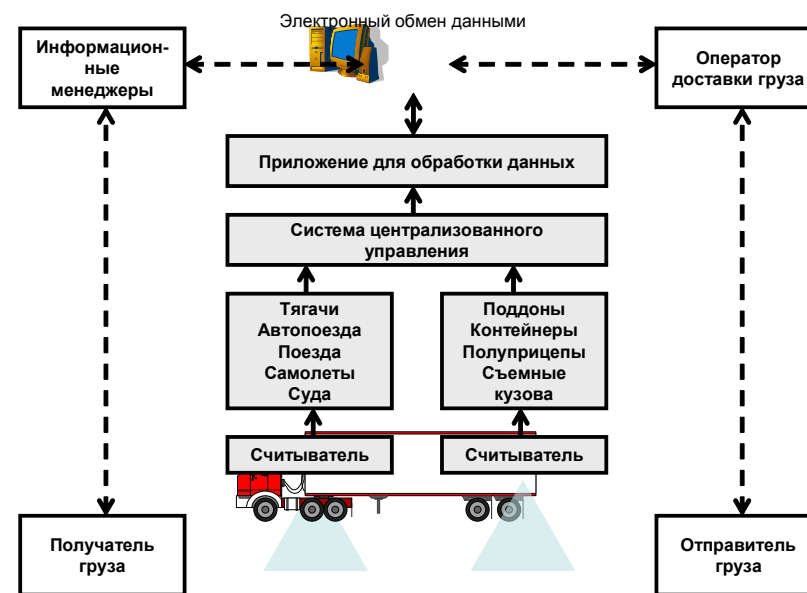 Электронный обмен данными
Информацион-
ные
менеджеры
Оператор
доставки груза
Приложение для обработки данных
Система централизованного
управления
Тягачи
Автопоезда
Поезда
Самолеты
Суда
Поддоны
Контейнеры
Полуприцепы
Съемные
кузова
Считыватель
Считыватель
Получатель
груза
Отправитель
груза